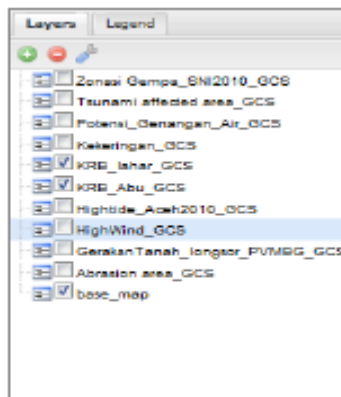 Layers Legend
Zonasi Gempa_SNI2010_GCS
Tsunami affected area_GCS
Potensi_Genangan_Air_GCS
Kekeringan_GCS
KRB_lahar_GCS
KRB_Abu_GCS
Hightide_Aceh2010_GCS
HighWind_GCS
GerakanTanah_longsor_PVMBG_GCS
Abrasion area_GCS
base_map